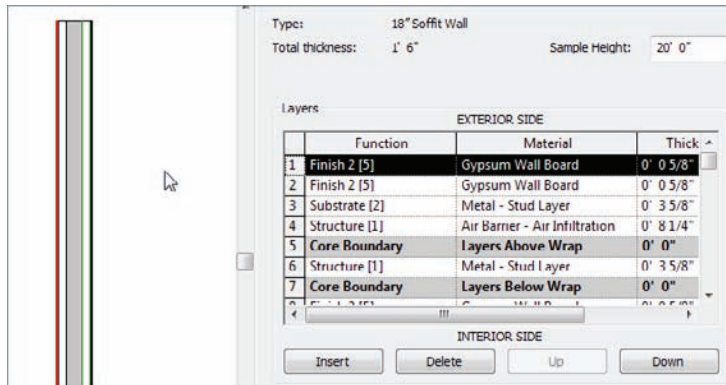 Type: 18" Soffit Wall
Total thickness: 1' 6" Sample Height: 20' 0"
Layers
EXTERIOR SIDE
Function Material Thick
1 Finish 2 [5] Gypsum Wall Board 0' 0 5/8"
2 Finish 2 [5] Gypsum Wall Board 0' 0 5/8"
3 Substrate [2] Metal - Stud Layer 0' 3 5/8"
4 Structure [1] Air Barrier - Air Infiltration 0' 8 1/4"
5 Core Boundary Layers Above Wrap 0' 0"
6 Structure [1] Metal - Stud Layer 0' 3 5/8"
7 Core Boundary Layers Below Wrap 0' 0"
INTERIOR SIDE
Insert Delete Up Down